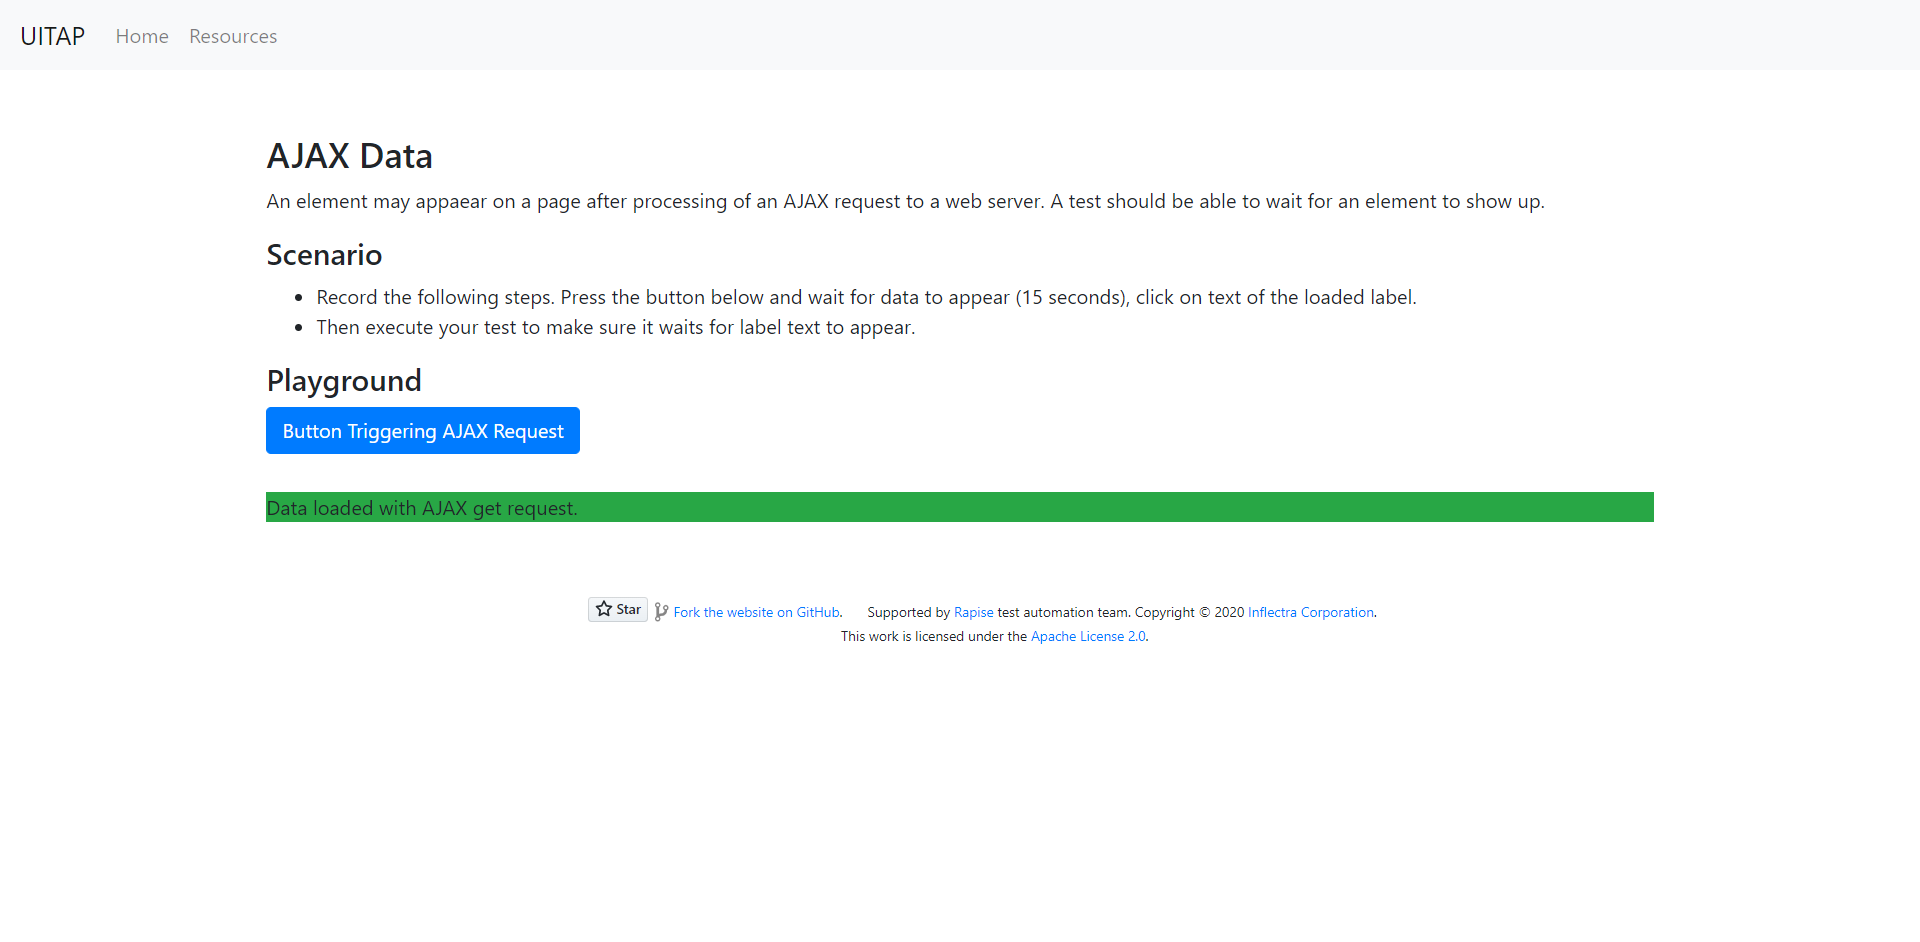 UITAP Home Resources
AJAX Data
An element may appaear on a page after processing of an AJAX request to a web server. A test should be able to wait for an element to show up.
Scenario
• Record the following steps. Press the button below and wait for data to appear (15 seconds), click on text of the loaded label.
• Then execute your test to make sure it waits for label text to appear.
Playground
Button Triggering AJAX Request
Data loaded with AJAX get request.
Star Fork the website on GitHub. Supported by Rapise test automation team. Copyright © 2020 Inflectra Corporation.
This work is licensed under the Apache License 2.0.